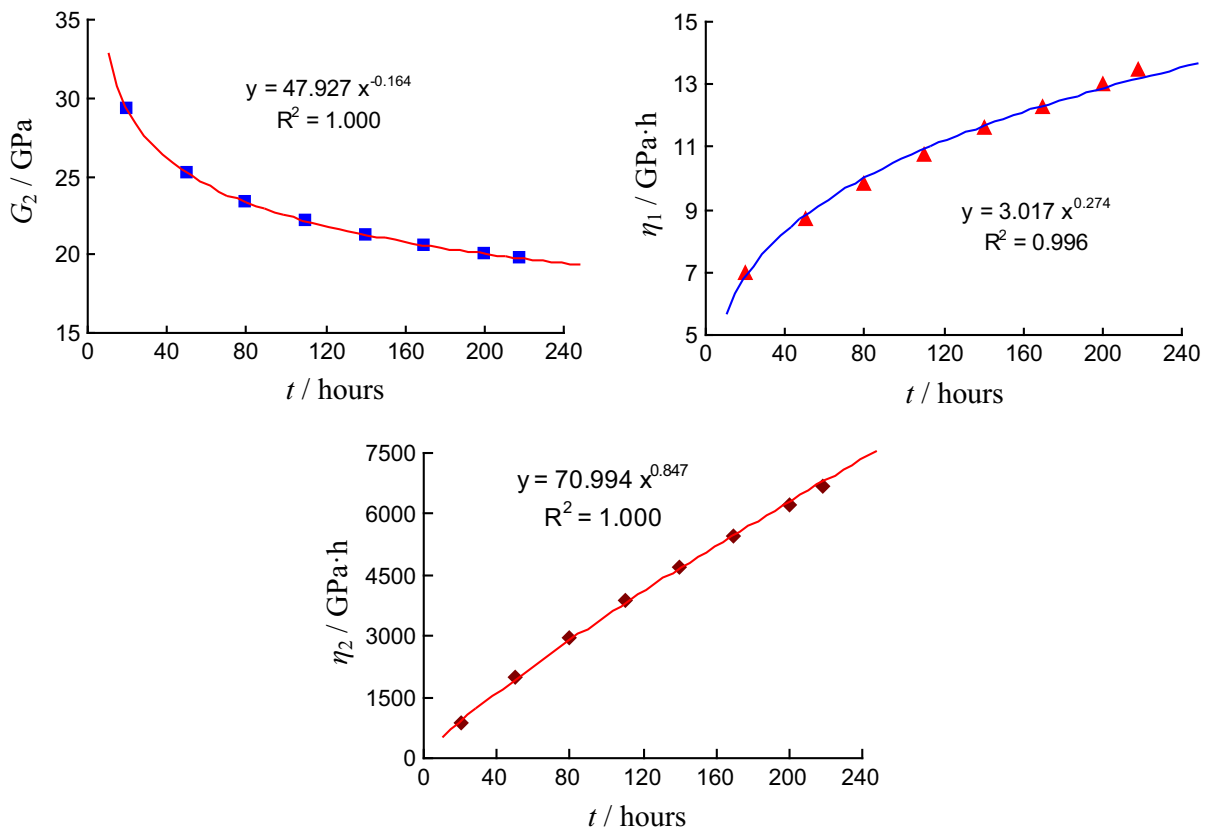 35
30
25
20
15
G₂ / GPa
y = 47.927 x^-0.164
R² = 1.000
0 40 80 120 160 200 240
t / hours
15
13
11
9
7
5
η₁ / GPa·h
y = 3.017 x^0.274
R² = 0.996
0 40 80 120 160 200 240
t / hours
7500
6000
4500
3000
1500
0
η₂ / GPa·h
y = 70.994 x^0.847
R² = 1.000
0 40 80 120 160 200 240
t / hours